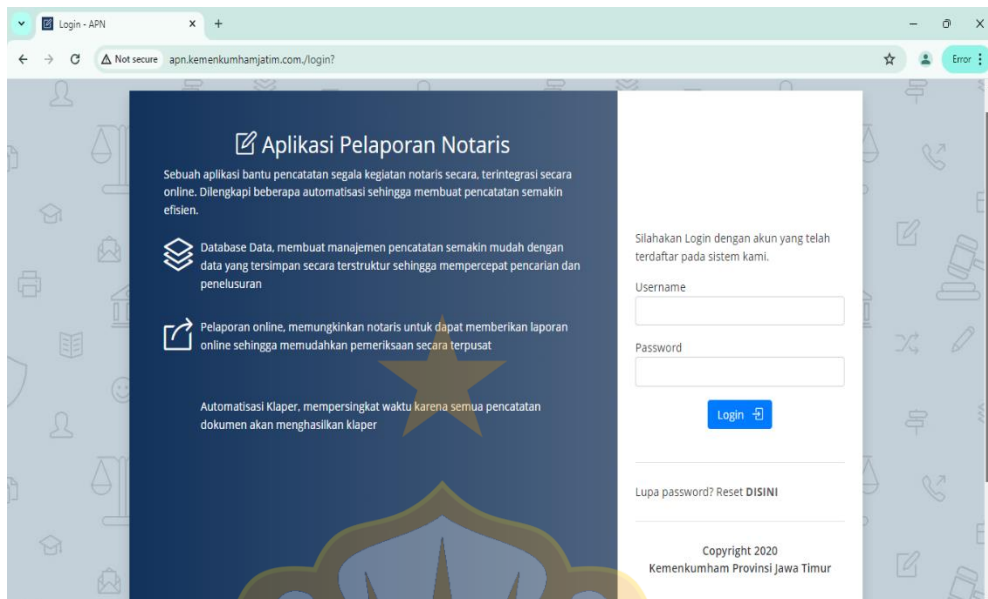 Login - APN
Not secure
apn.kemenkumhamjatim.com./login?
Error
Aplikasi Pelaporan Notaris
Sebuah aplikasi bantu pencatatan segala kegiatan notaris secara, terintegrasi secara
online. Dilengkapi beberapa automatisasi sehingga membuat pencatatan semakin
efisien.
Database Data, membuat manajemen pencatatan semakin mudah dengan
data yang tersimpan secara terstruktur sehingga mempercepat pencarian dan
penelusuran
Pelaporan online, memungkinkan notaris untuk dapat memberikan laporan
online sehingga memudahkan pemeriksaan secara terpusat
Automatisasi Klaper, mempersingkat waktu karena semua pencatatan
dokumen akan menghasilkan klaper
Silahakan Login dengan akun yang telah
terdaftar pada sistem kami.
Username
Password
Login
Lupa password? Reset DISINI
Copyright 2020
Kemenkumham Provinsi Jawa Timur